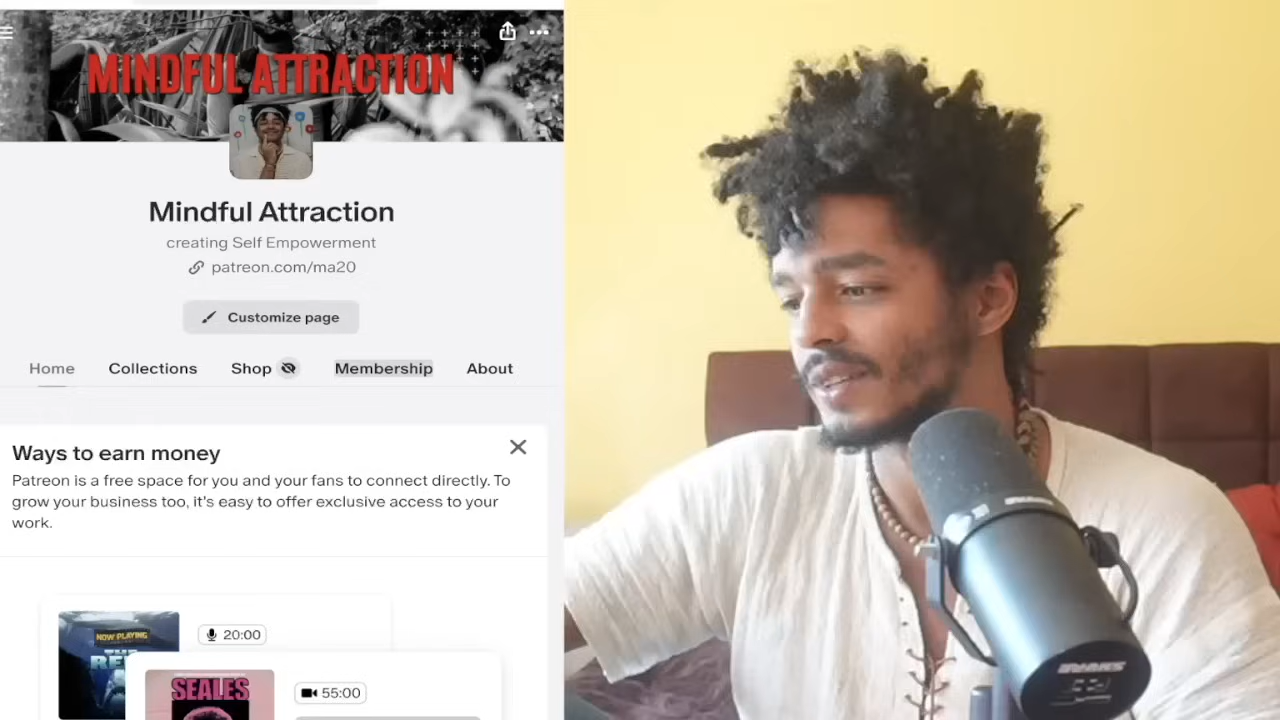 MINDFUL ATTRACTION
Mindful Attraction
creating Self Empowerment
patreon.com/ma20
Customize page
Home Collections Shop Membership About
Ways to earn money
Patreon is a free space for you and your fans to connect directly. To
grow your business too, it's easy to offer exclusive access to your
work.
NOW PLAYING
20:00
SEALES
55:00